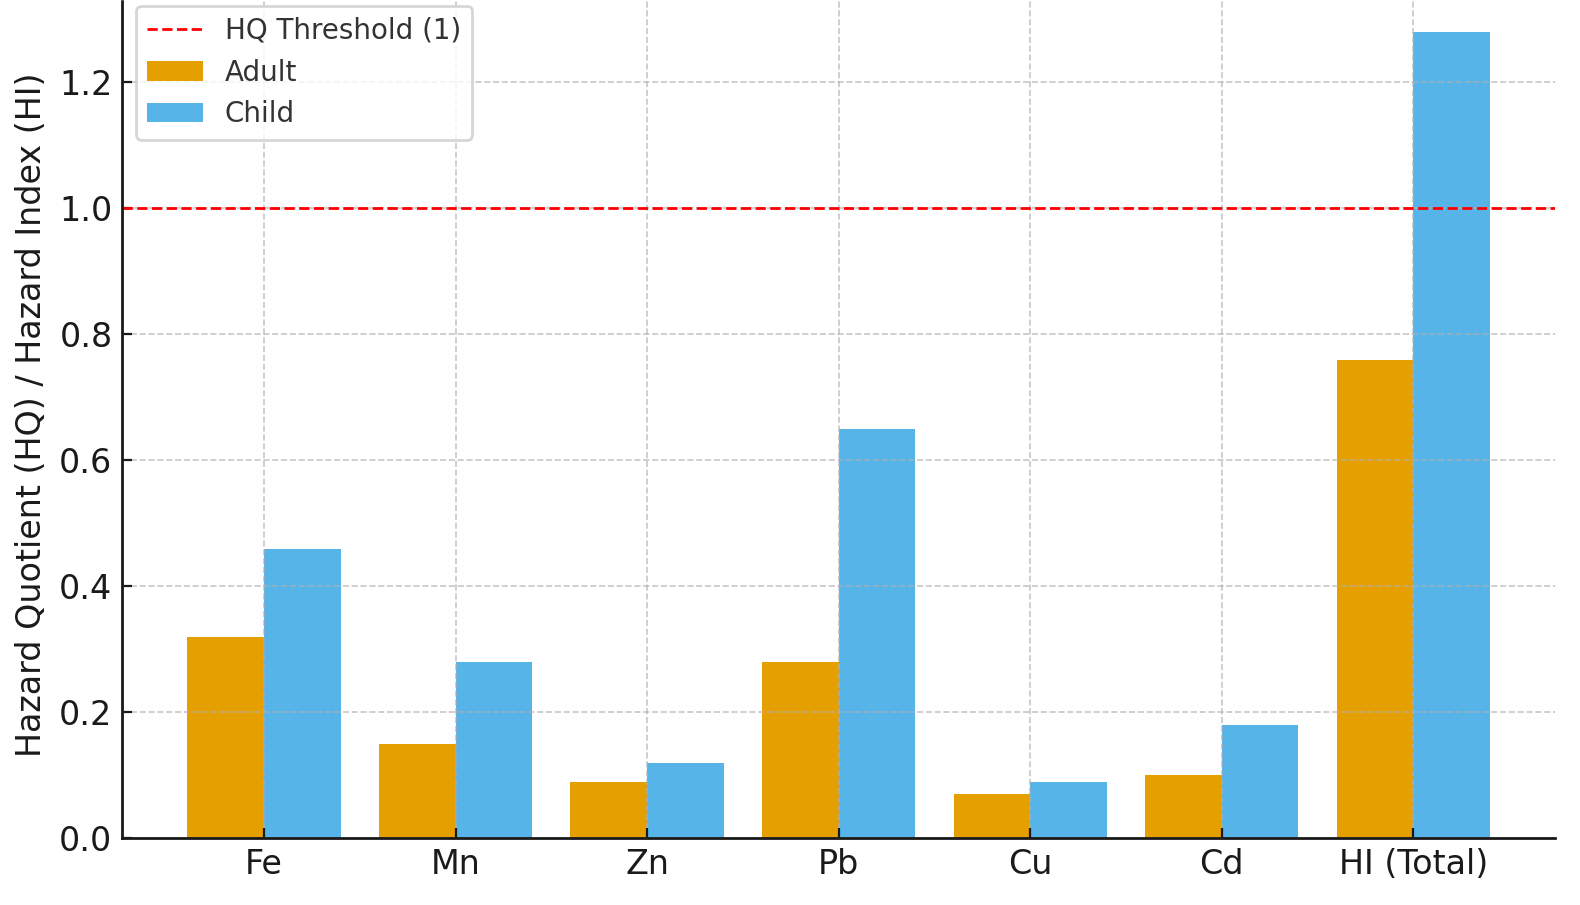 HQ Threshold (1)
Adult
Child
Hazard Quotient (HQ) / Hazard Index (HI)
1.2
1.0
0.8
0.6
0.4
0.2
0.0
Fe Mn Zn Pb Cu Cd HI (Total)